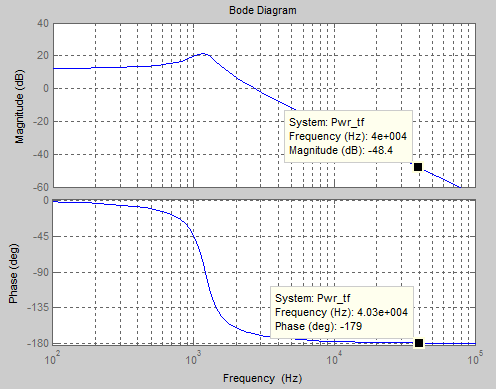 Bode Diagram
40
20
0
-20
-40
-60
Magnitude (dB)
System: Pwr_tf
Frequency (Hz): 4e+004
Magnitude (dB): -48.4
0
-45
-90
-135
-180
Phase (deg)
System: Pwr_tf
Frequency (Hz): 4.03e+004
Phase (deg): -179
10^2 10^3 10^4 10^5
Frequency (Hz)